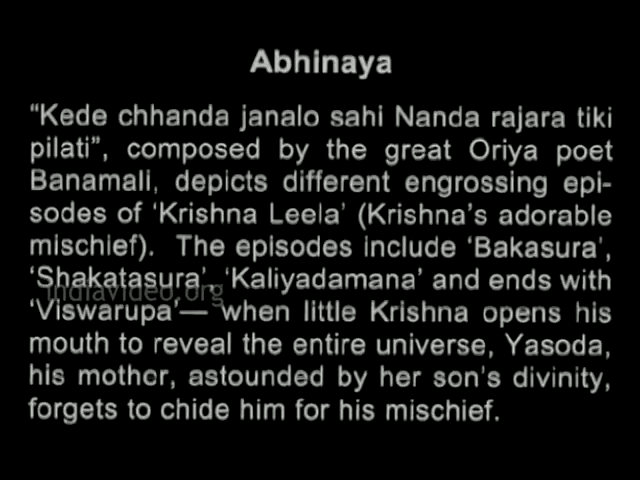 Abhinaya
“Kede chhanda janalo sahi Nanda rajara tiki
pilati”, composed by the great Oriya poet
Banamali, depicts different engrossing epi-
sodes of ‘Krishna Leela’ (Krishna’s adorable
mischief). The episodes include ‘Bakasura’,
‘Shakatasura’, ‘Kaliyadamana’ and ends with
indiavideo.org
‘Viswarupa’— when little Krishna opens his
mouth to reveal the entire universe, Yasoda,
his mother, astounded by her son’s divinity,
forgets to chide him for his mischief.